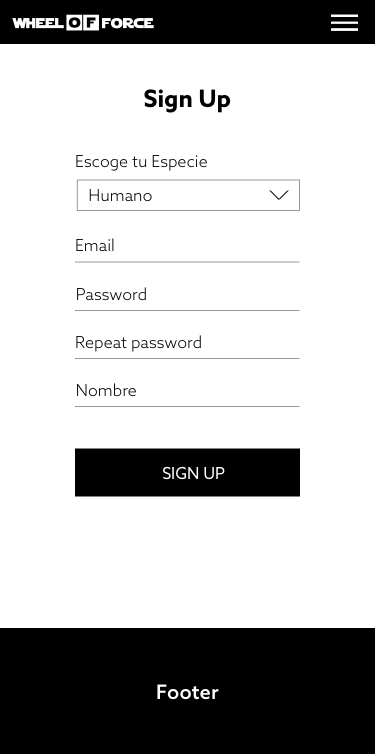 WHEEL OF FORCE
Sign Up
Escoge tu Especie
Humano
Email
Password
Repeat password
Nombre
SIGN UP
Footer